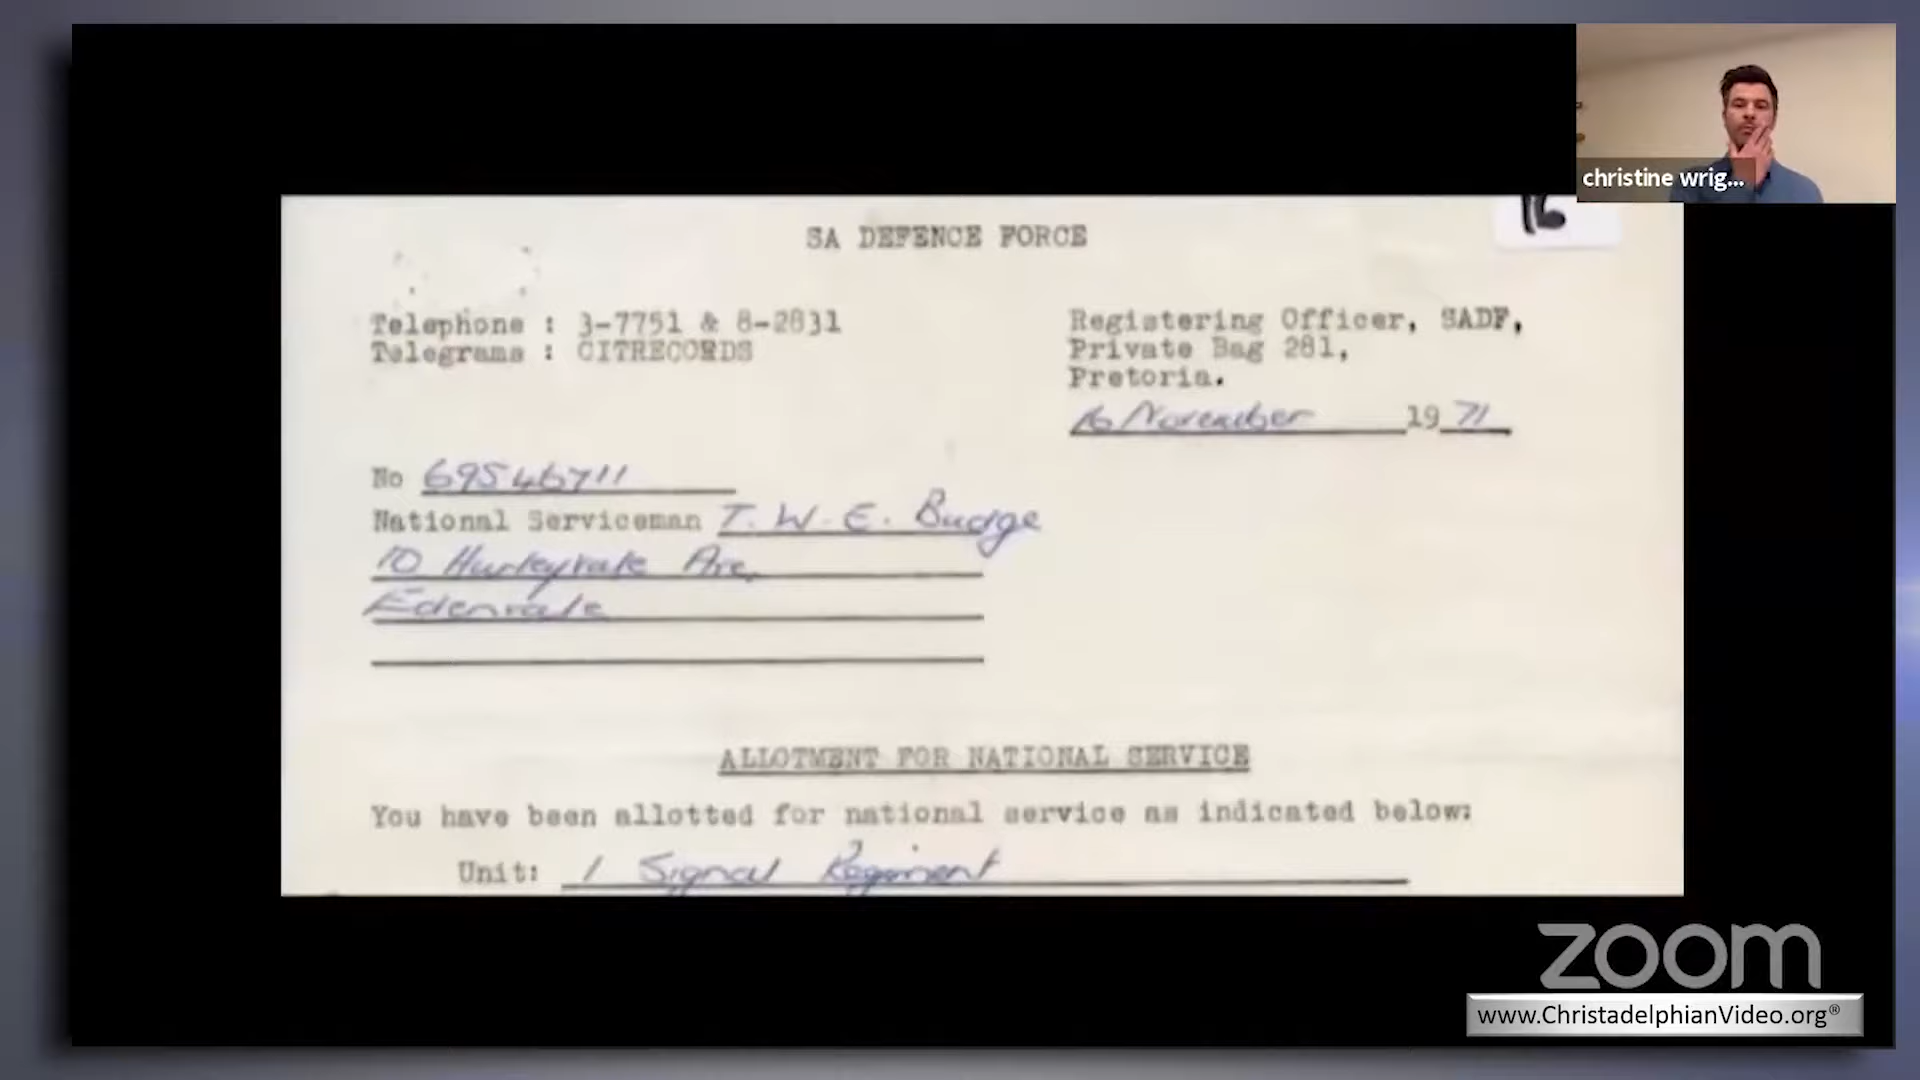 christine wrig...
16
SA DEFENCE FORCE
Telephone : 3-7751 & 8-2831
Telegrams : CITRECORDS
Registering Officer, SADF,
Private Bag 281,
Pretoria.
16 November 1971
No 69546711
National Serviceman T. W. E. Budge
10 Hurleyvale Ave,
Edenvale
ALLOTMENT FOR NATIONAL SERVICE
You have been allotted for national service as indicated below:
Unit: 1 Signal Regiment
zoom
www.ChristadelphianVideo.org®